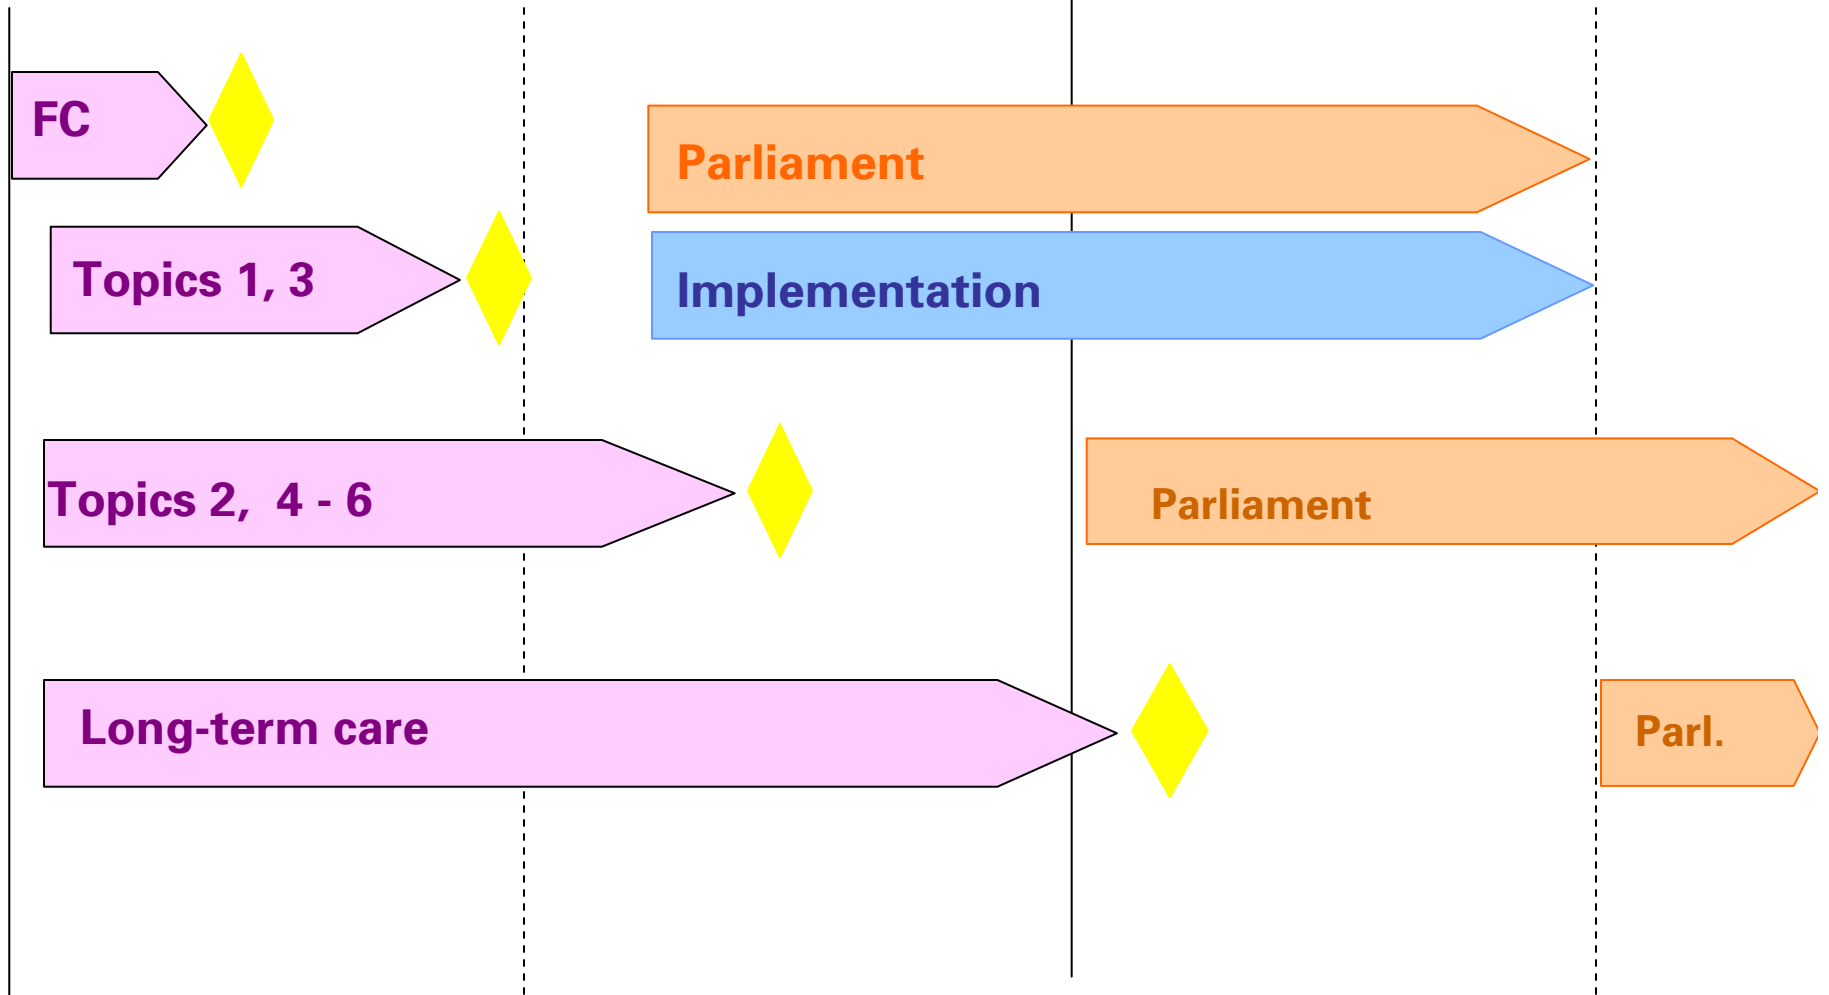 FC
Parliament
Topics 1, 3
Implementation
Topics 2,  4 - 6
Parliament
Long-term care
Parl.